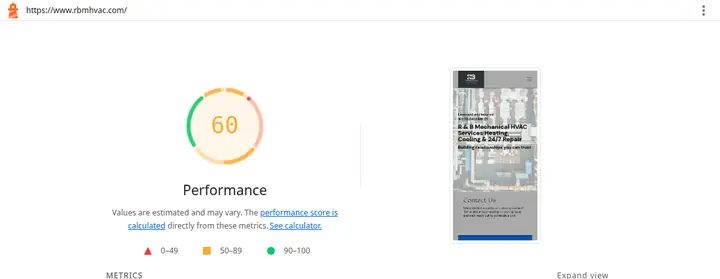 https://www.rbmhvac.com/
60
Performance
Values are estimated and may vary. The performance score is
calculated directly from these metrics. See calculator.
0–49
50–89
90–100
R & B Mechanical HVAC
Services Heating,
Cooling & 24/7 Repair
Building relationships you can trust
Contact Us
METRICS
Expand view